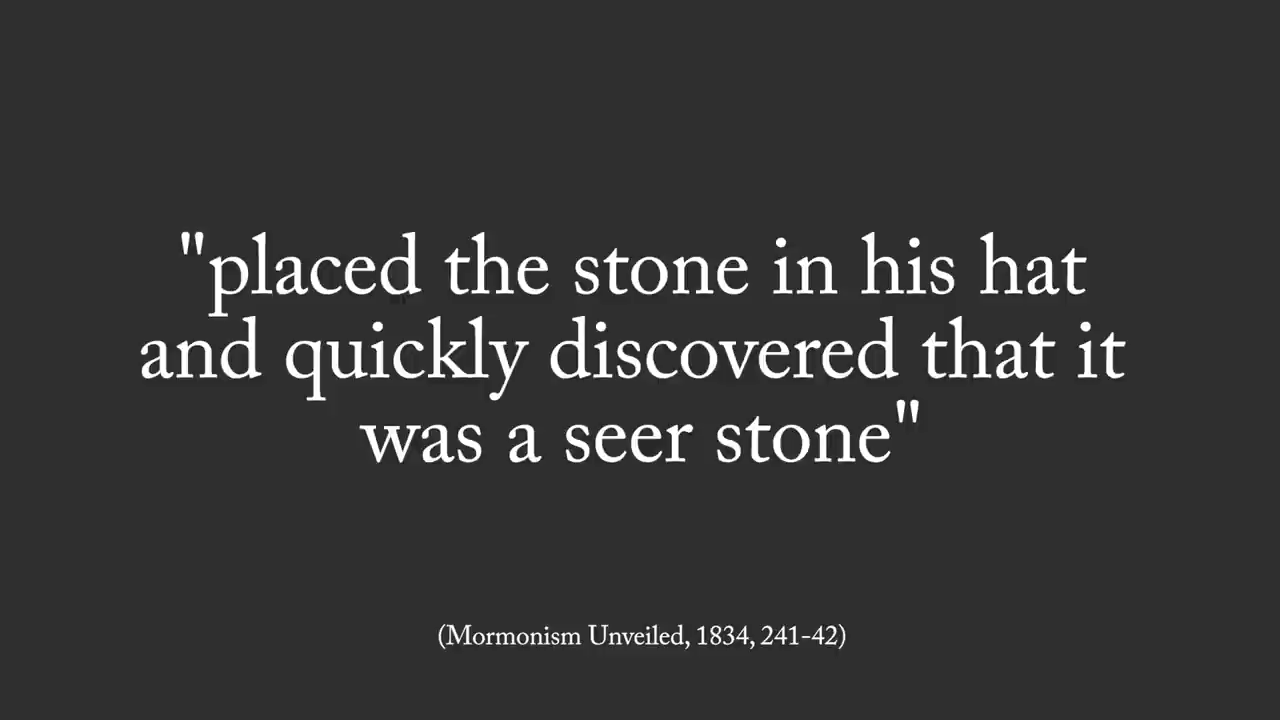 "placed the stone in his hat
and quickly discovered that it
was a seer stone"
(Mormonism Unveiled, 1834, 241-42)